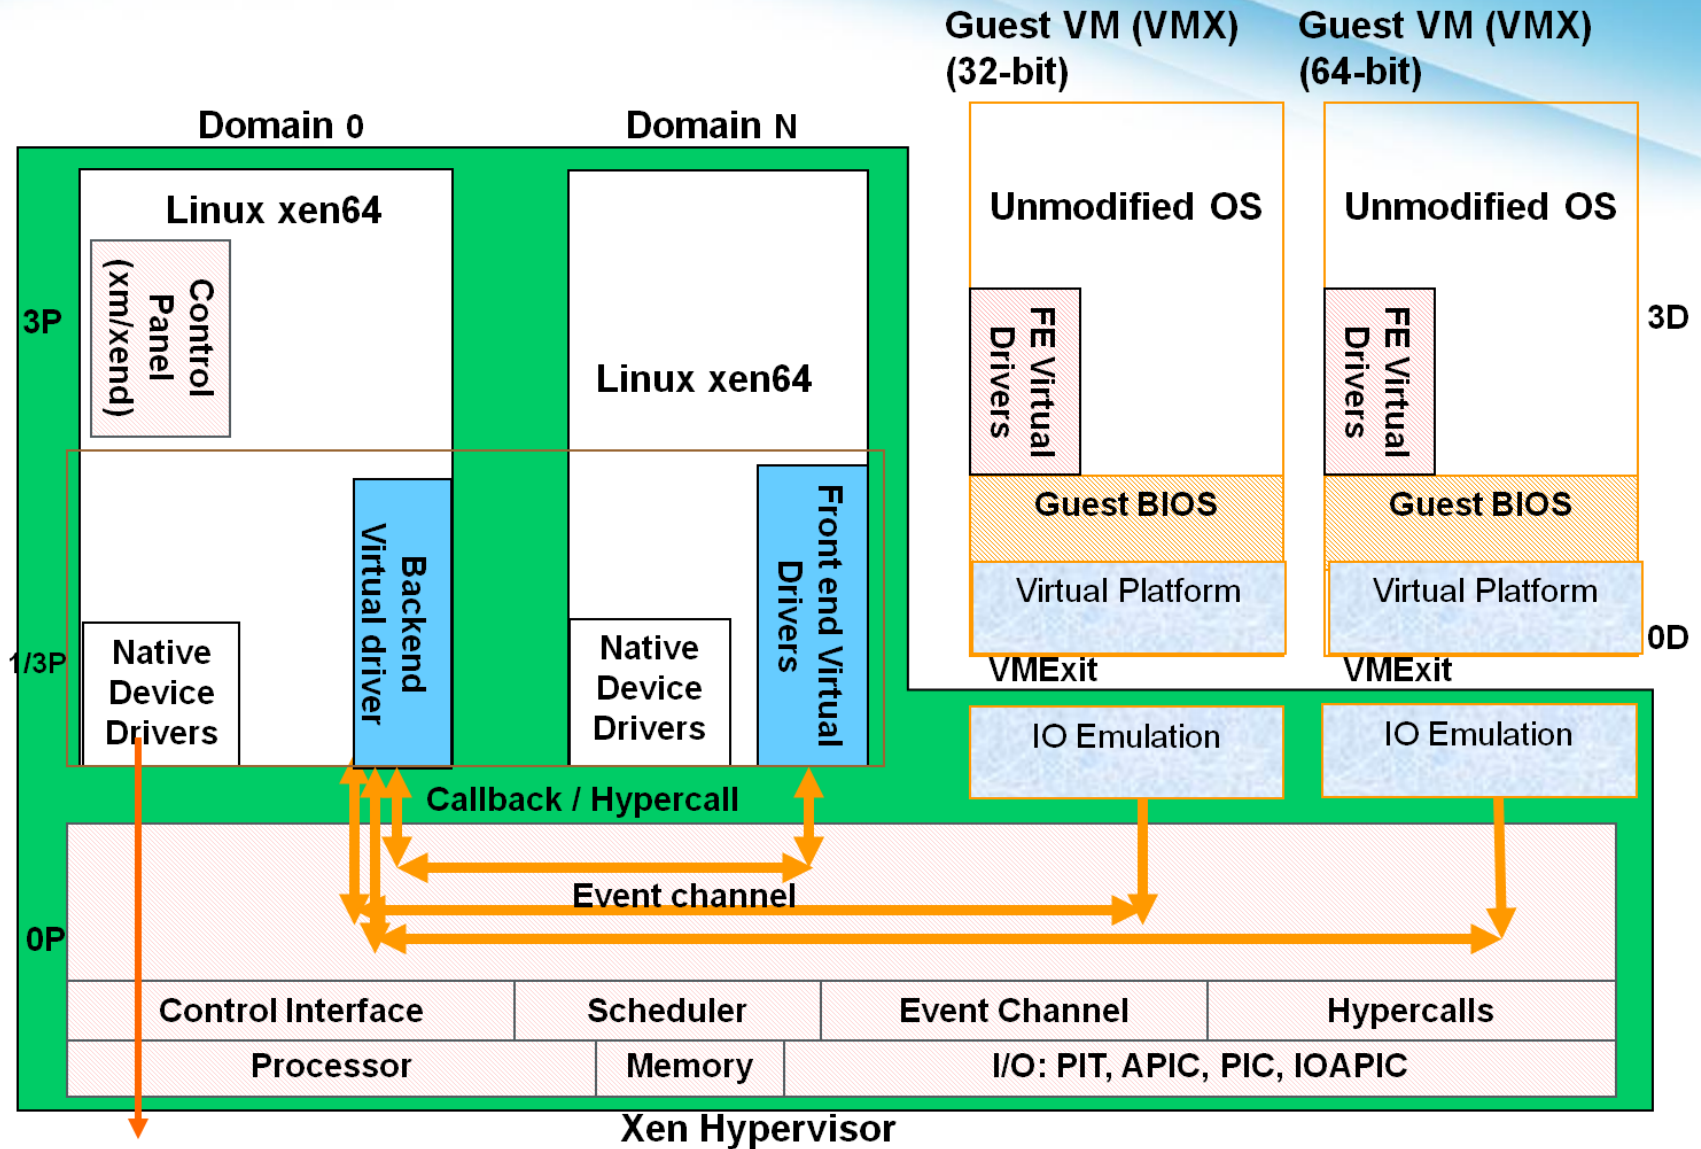 Guest VM (VMX)
(32-bit)
Guest VM (VMX)
(64-bit)
Domain 0
Domain N
Linux xen64
Control
Panel
(xm/xend)
3P
Linux xen64
Unmodified OS
Unmodified OS
FE Virtual
Drivers
FE Virtual
Drivers
3D
Guest BIOS
Guest BIOS
Virtual Platform
Virtual Platform
0D
VMExit
VMExit
1/3P
Native
Device
Drivers
Backend
Virtual driver
Native
Device
Drivers
Front end Virtual
Drivers
IO Emulation
IO Emulation
Callback / Hypercall
Event channel
0P
Control Interface
Scheduler
Event Channel
Hypercalls
Processor
Memory
I/O: PIT, APIC, PIC, IOAPIC
Xen Hypervisor